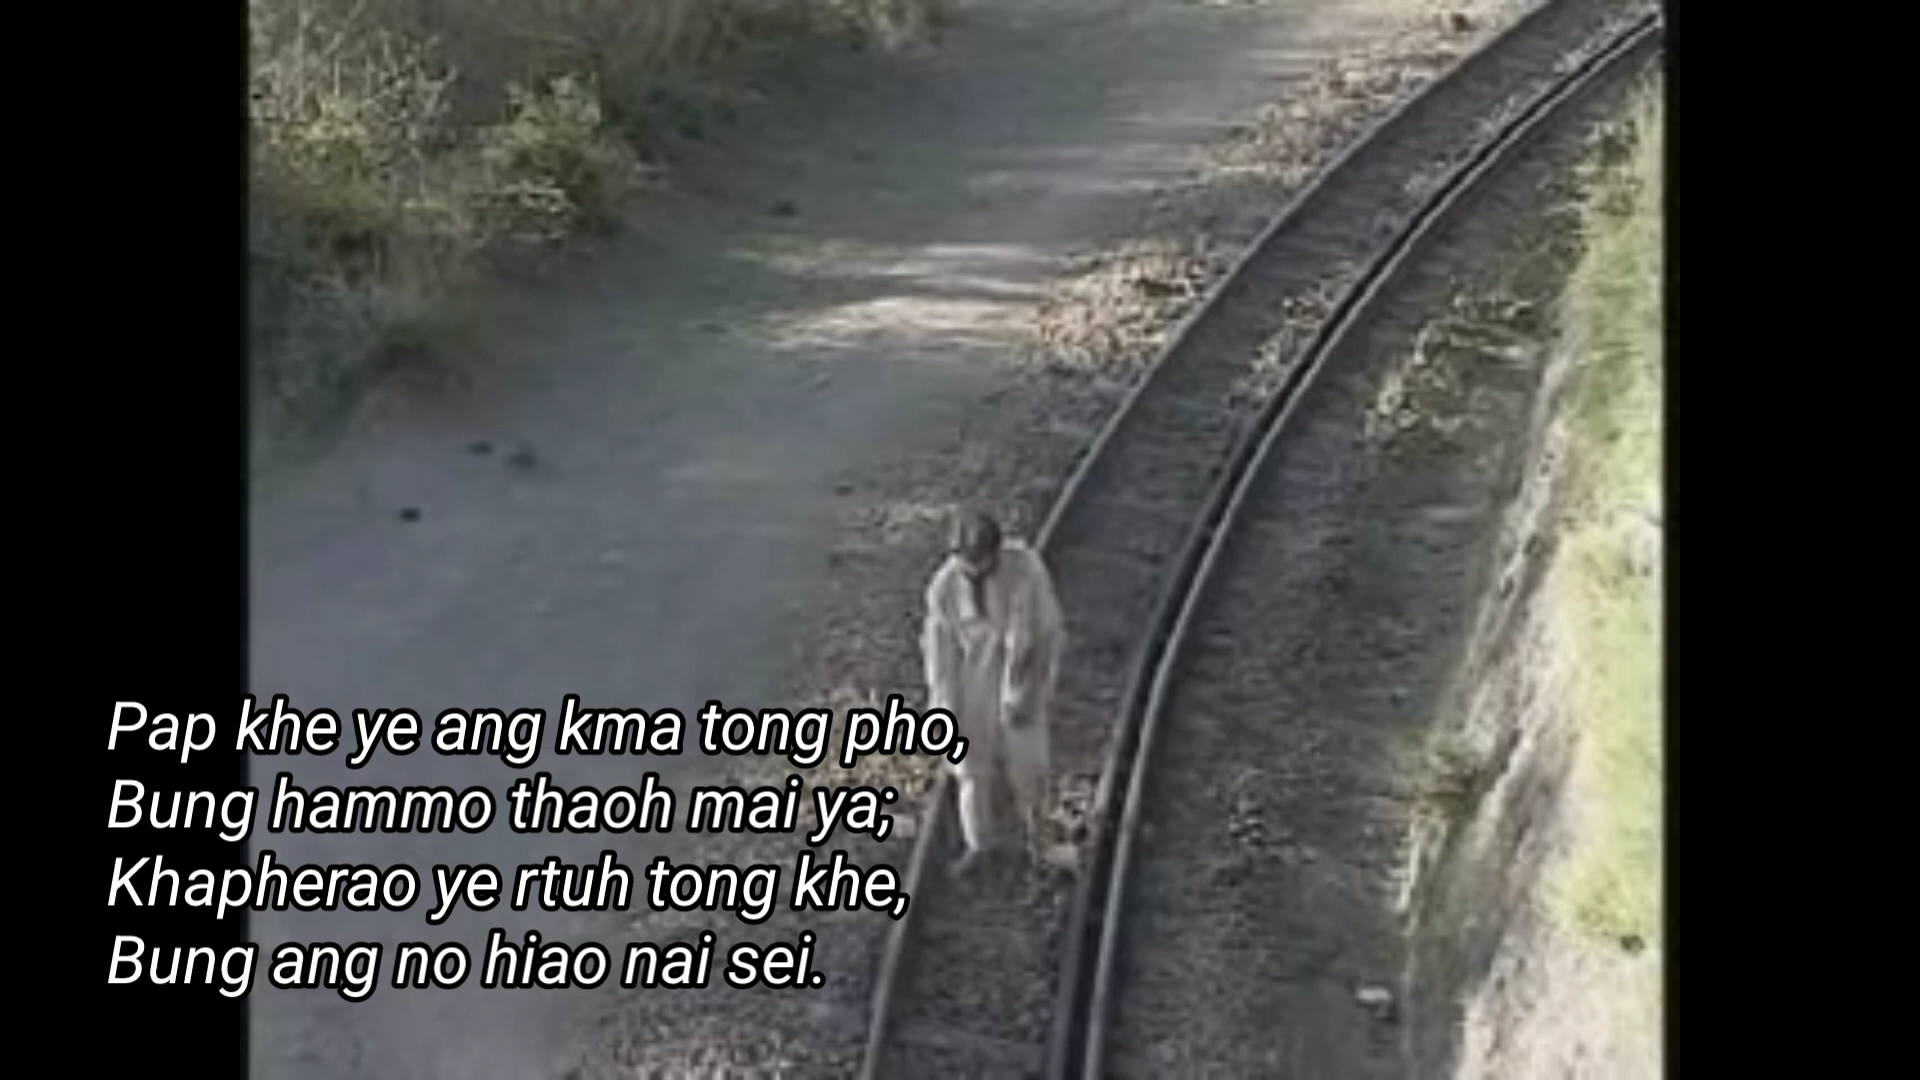 Pap khe ye ang kma tong pho,
Bung hammo thaoh mai ya;
Khapherao ye rtuh tong khe,
Bung ang no hiao nai sei.